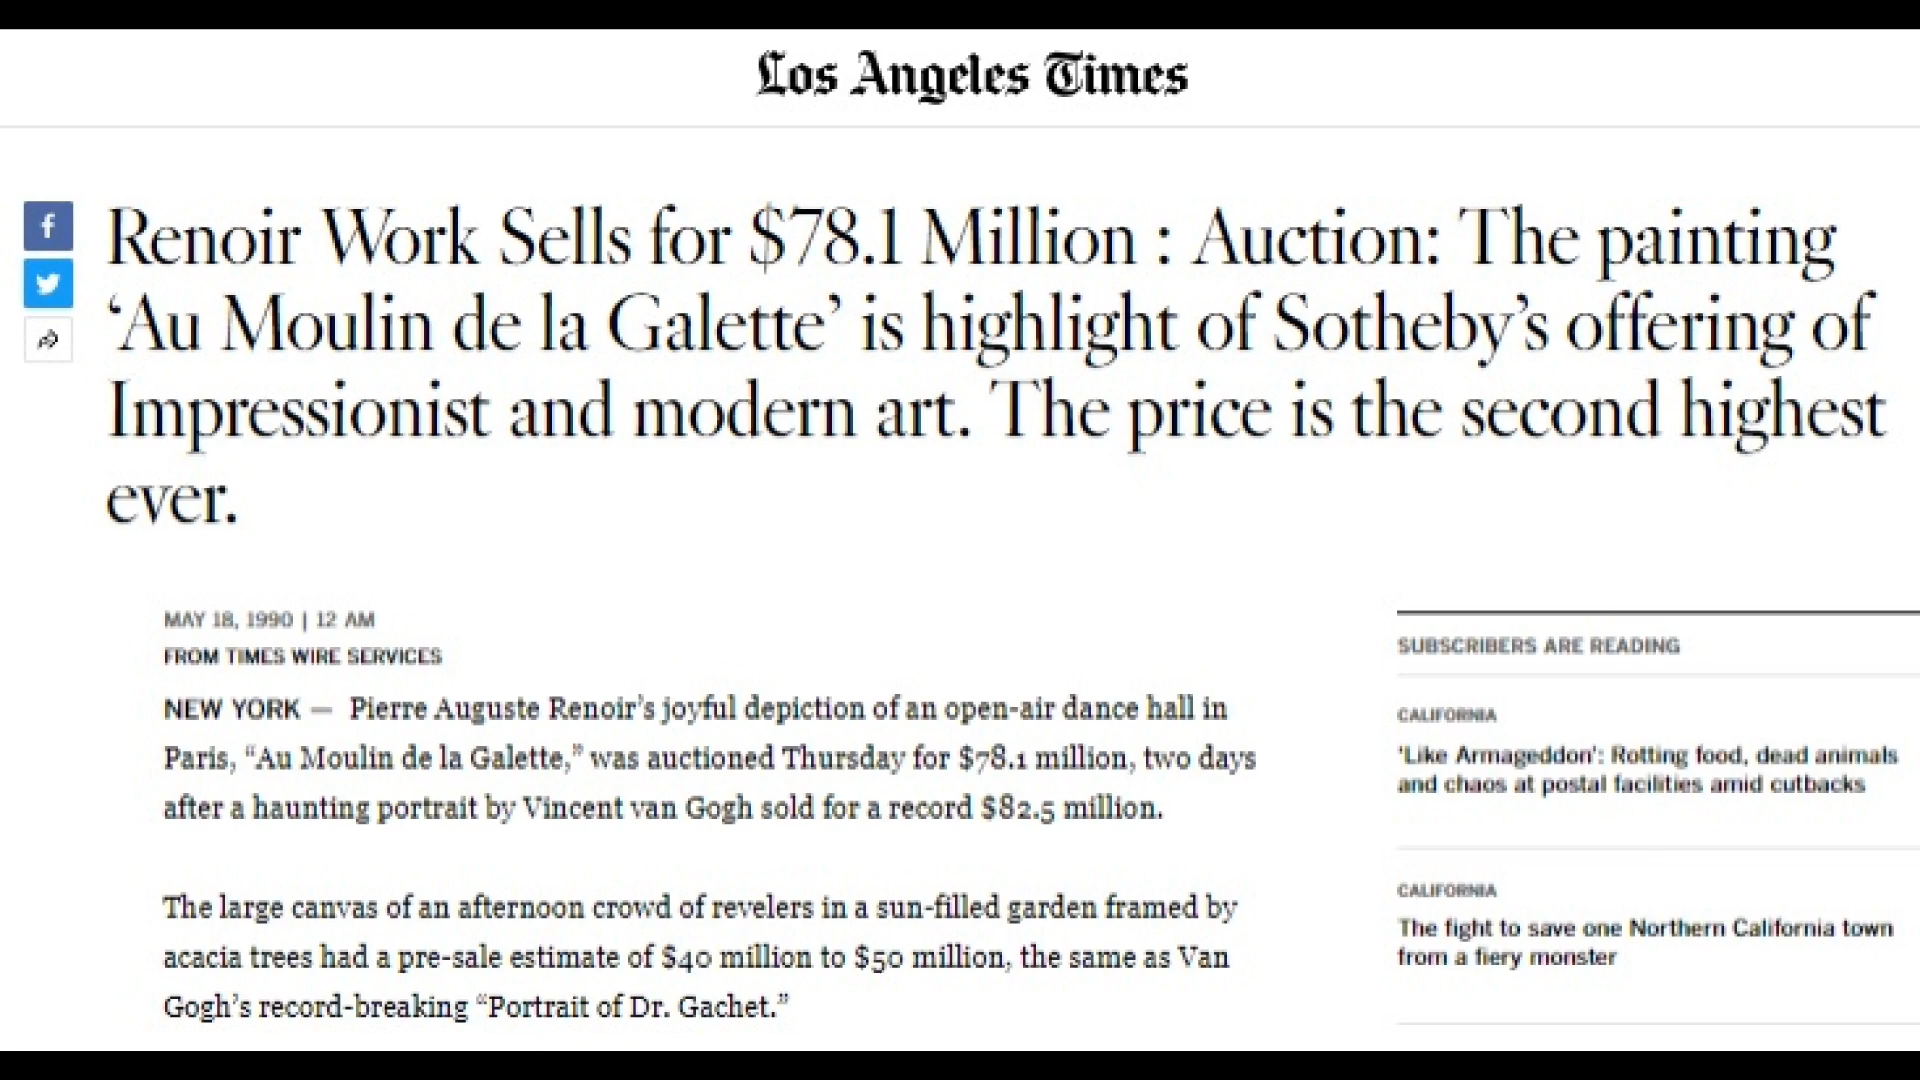 Los Angeles Times
Renoir Work Sells for $78.1 Million : Auction: The painting
‘Au Moulin de la Galette’ is highlight of Sotheby’s offering of
Impressionist and modern art. The price is the second highest
ever.
MAY 18, 1990 | 12 AM
FROM TIMES WIRE SERVICES
NEW YORK — Pierre Auguste Renoir’s joyful depiction of an open-air dance hall in
Paris, “Au Moulin de la Galette,” was auctioned Thursday for $78.1 million, two days
after a haunting portrait by Vincent van Gogh sold for a record $82.5 million.
The large canvas of an afternoon crowd of revelers in a sun-filled garden framed by
acacia trees had a pre-sale estimate of $40 million to $50 million, the same as Van
Gogh’s record-breaking “Portrait of Dr. Gachet.”
SUBSCRIBERS ARE READING
CALIFORNIA
‘Like Armageddon’: Rotting food, dead animals
and chaos at postal facilities amid cutbacks
CALIFORNIA
The fight to save one Northern California town
from a fiery monster